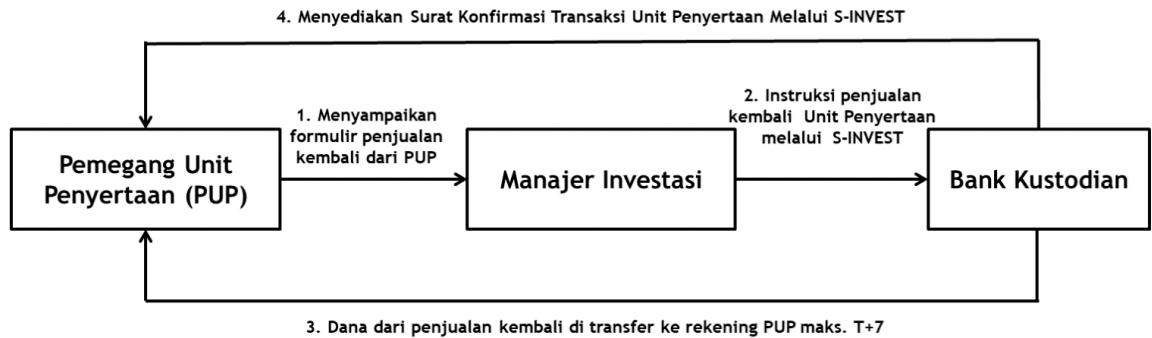 4. Menyediakan Surat Konfirmasi Transaksi Unit Penyertaan Melalui S-INVEST
1. Menyampaikan
formulir penjualan
kembali dari PUP
2. Instruksi penjualan
kembali Unit Penyertaan
melalui S-INVEST
Pemegang Unit
Penyertaan (PUP)
Manajer Investasi
Bank Kustodian
3. Dana dari penjualan kembali di transfer ke rekening PUP maks. T+7